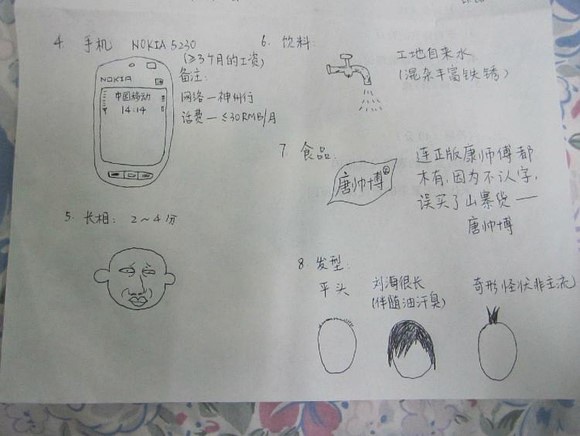 4. 手机 NOKIA 5230
(≥3个月的工资)
备注:
网络—神州行
话费—≤30RMB/月
NOKIA
中国移动
14:14
5. 长相: 2~4分
6. 饮料
工地自来水
(混杂丰富铁锈)
7. 食品
唐帅博®
连正版康师傅都
木有,因为不认字,
误买了山寨货——
唐帅博
8. 发型
平头
刘海很长
(伴随油汗臭)
奇形怪状非主流